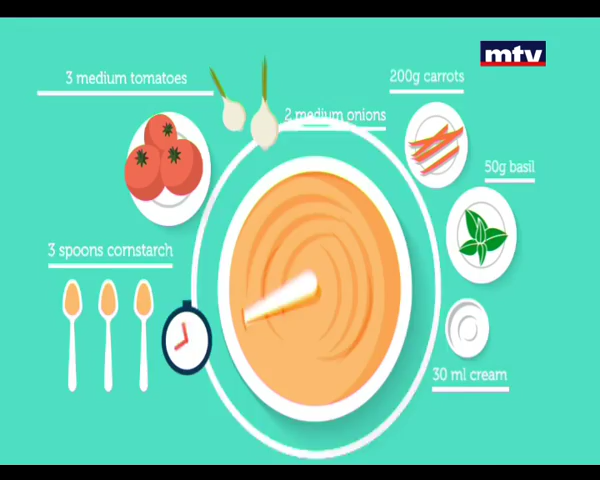 mtv
3 medium tomatoes
200g carrots
2 medium onions
50g basil
3 spoons cornstarch
30 ml cream